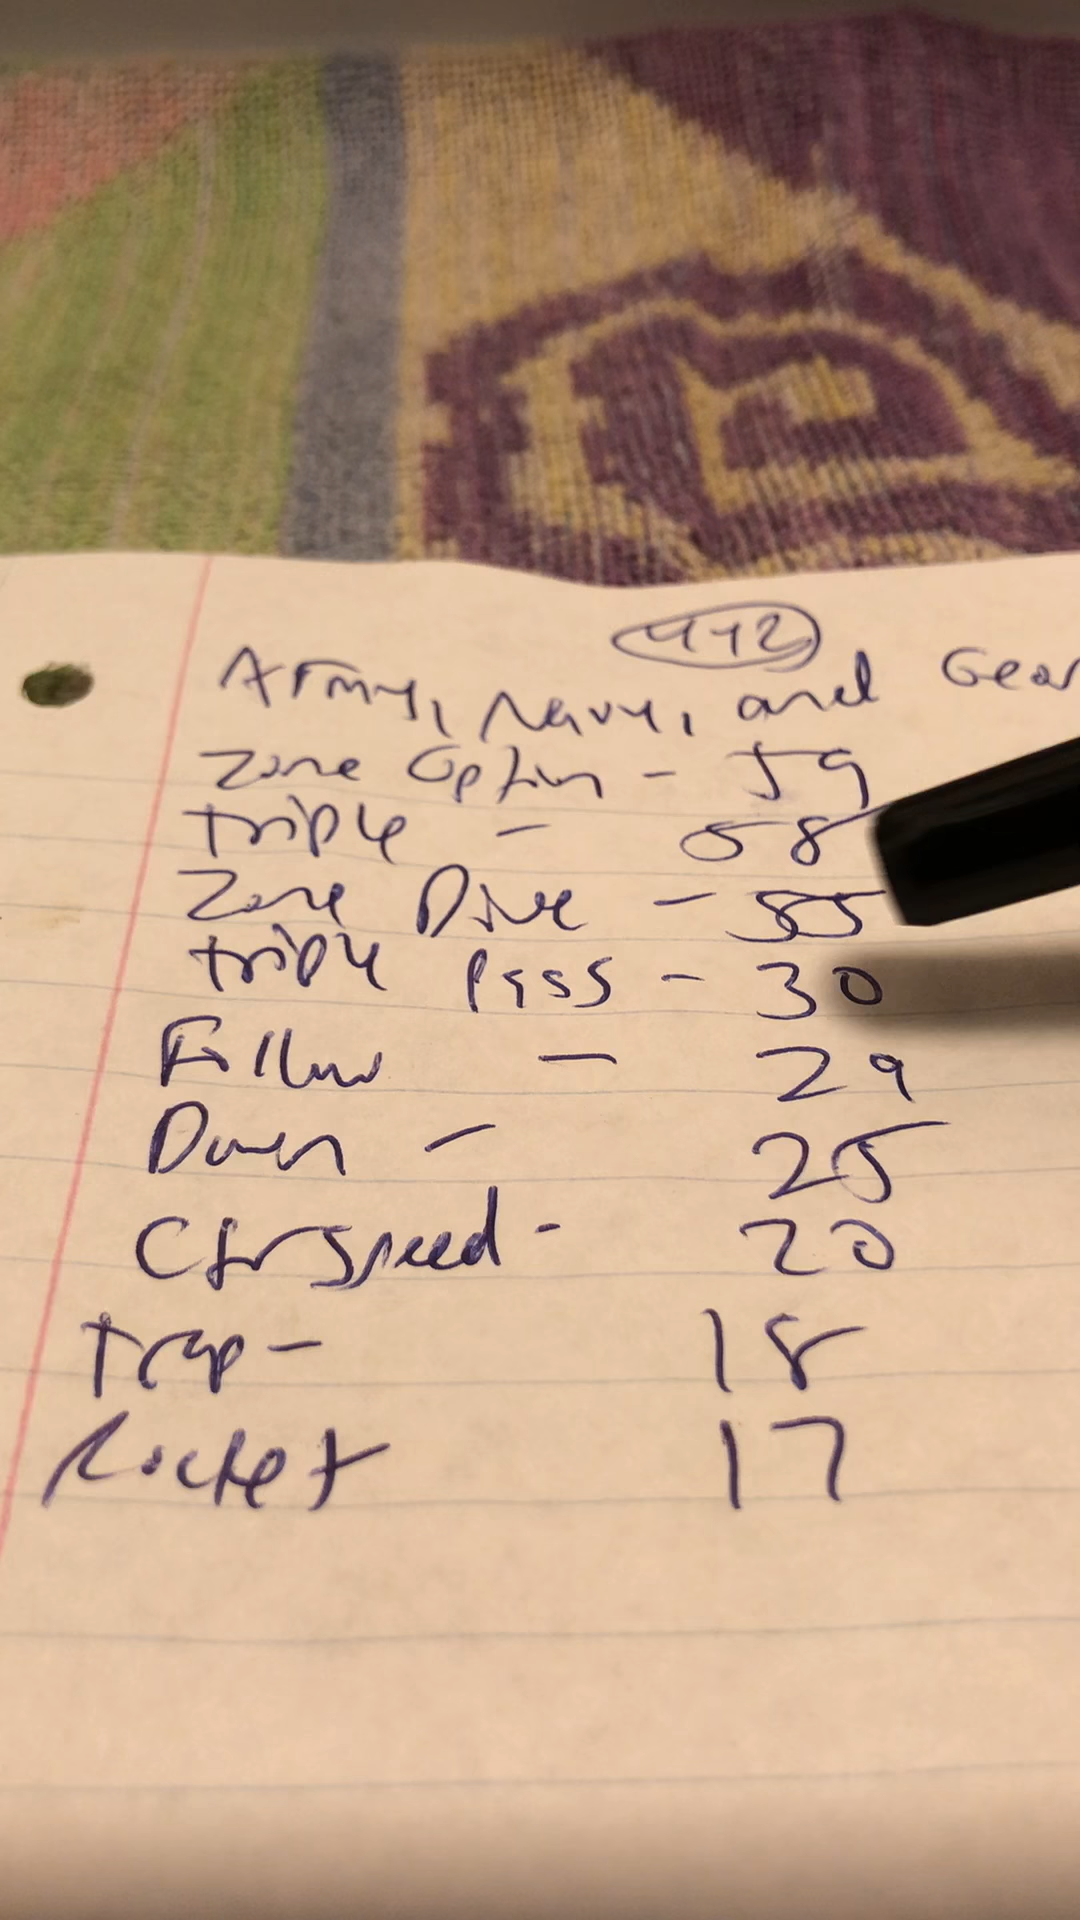 442
Army, Navy, and Geor
Zone Option - 59
Triple - 58
Zone Dive - 55
Triple Pass - 30
Follow - 29
Down - 25
Ctr Speed - 20
Trap - 18
Rocket 17